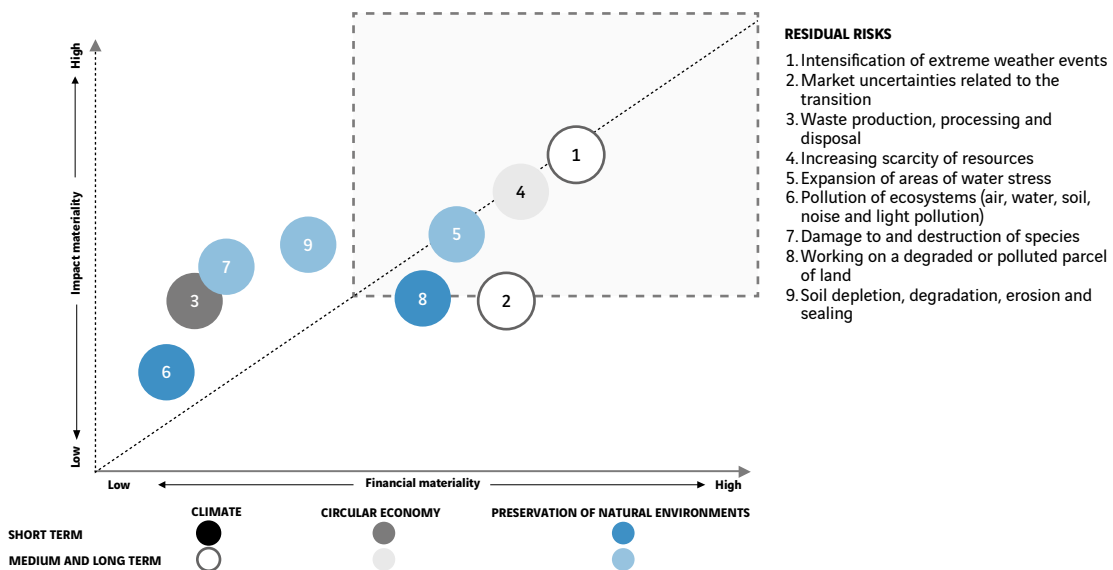 RESIDUAL RISKS
1. Intensification of extreme weather events
2. Market uncertainties related to the
transition
3. Waste production, processing and
disposal
4. Increasing scarcity of resources
5. Expansion of areas of water stress
6. Pollution of ecosystems (air, water, soil,
noise and light pollution)
7. Damage to and destruction of species
8. Working on a degraded or polluted parcel
of land
9. Soil depletion, degradation, erosion and
sealing
High
Impact materiality
Low
1
4
5
9
7
3
8
2
6
Low
Financial materiality
High
CLIMATE
CIRCULAR ECONOMY
PRESERVATION OF NATURAL ENVIRONMENTS
SHORT TERM
MEDIUM AND LONG TERM